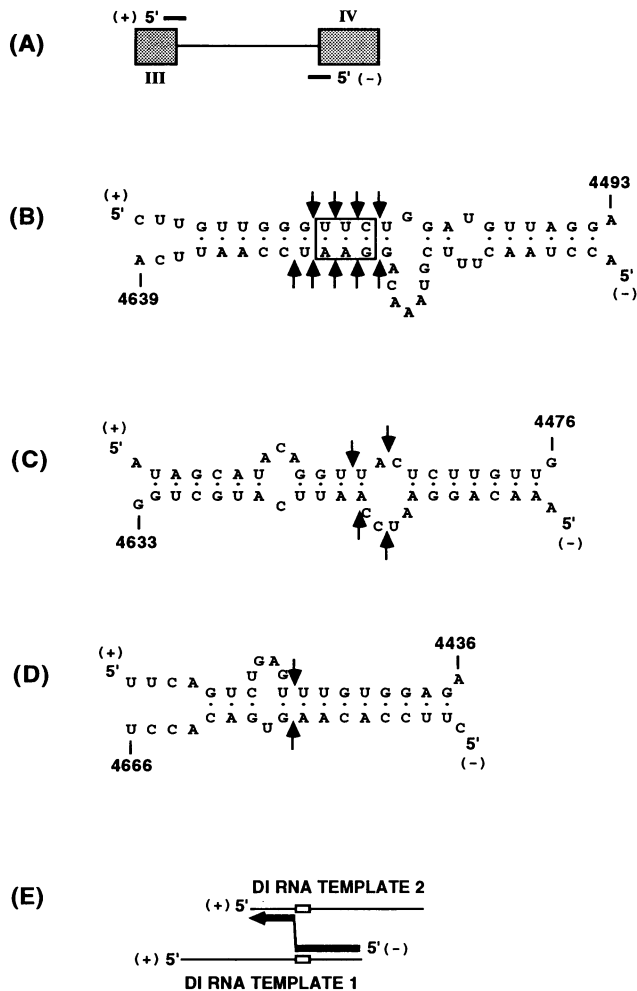 (A)
(+) 5'
IV
III
5' (-)
(B)
(+)
5'
4493
C U U G U U G G G U U C U G G A U G U U A G G A
A C U U U A A C C U A A G G A C A A A A U G C U U U C A A U C C A
4639
5'
(-)
(C)
(+)
5'
4476
A U A G C A U A C A G G U U A C U C U U G U U G
G G U C G U A C U U A A C C U A A G G A C A A A
4633
5'
(-)
(D)
(+)
5'
4436
U U C A G U C U G A G U U U G U G G A G A
U C C A C A G U G U G A A C A C C U U C
4666
5'
(-)
(E)
DI RNA TEMPLATE 2
(+) 5'
5' (-)
(+) 5'
DI RNA TEMPLATE 1